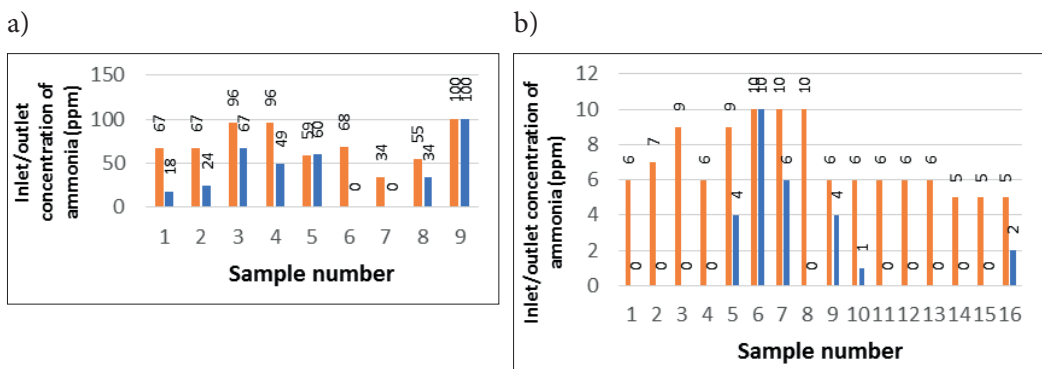 a)
150
100
50
0
Inlet/outlet
concentration of
ammonia (ppm)
67 18 67 24 96 67 96 49 59 60 68 0 34 0 55 34 100 100
1 2 3 4 5 6 7 8 9
Sample number
b)
12
10
8
6
4
2
0
Inlet/outlet concentration of
ammonia (ppm)
6 0 7 0 9 0 6 0 9 4 10 10 10 6 10 0 6 4 6 1 6 0 6 0 6 0 5 0 5 0 5 2
1 2 3 4 5 6 7 8 9 10 11 12 13 14 15 16
Sample number